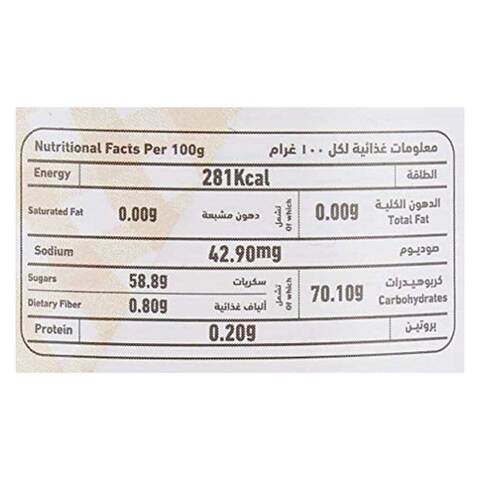 Nutritional Facts Per 100g معلومات غذائية لكل ١٠٠ غرام
Energy 281Kcal الطاقة
Saturated Fat 0.00g دهون مشبعة تشمل Of which 0.00g الدهون الكلية Total Fat
Sodium 42.90mg صوديوم
Sugars 58.8g سكريات تشمل Of which 70.10g كربوهيدرات Carbohydrates
Dietary Fiber 0.80g ألياف غذائية
Protein 0.20g بروتين